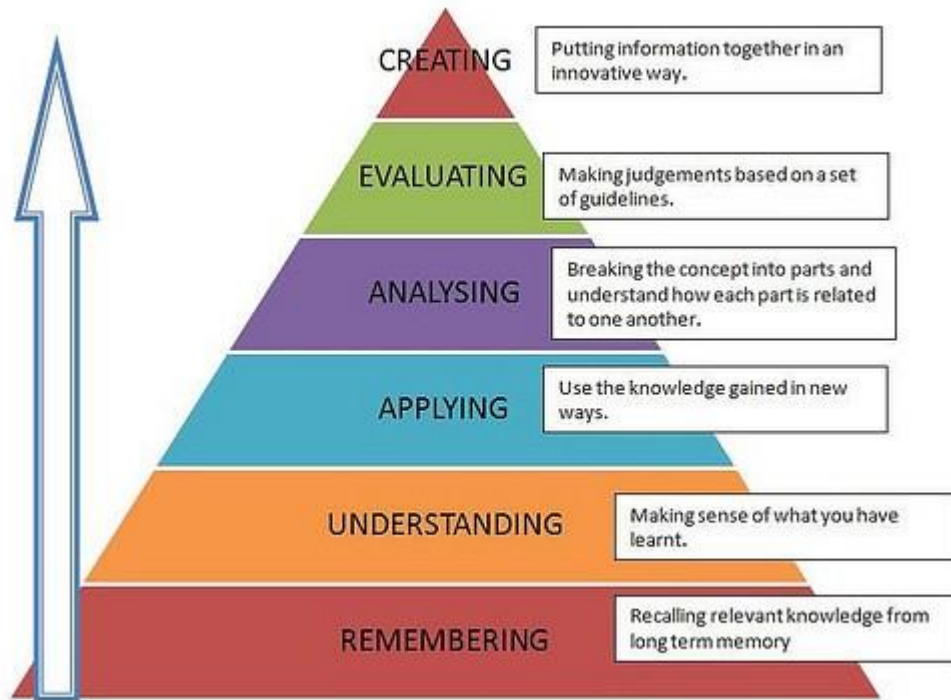 CREATING
Putting information together in an
innovative way.
EVALUATING
Making judgements based on a set
of guidelines.
ANALYSING
Breaking the concept into parts and
understand how each part is related
to one another.
APPLYING
Use the knowledge gained in new
ways.
UNDERSTANDING
Making sense of what you have
learnt.
REMEMBERING
Recalling relevant knowledge from
long term memory